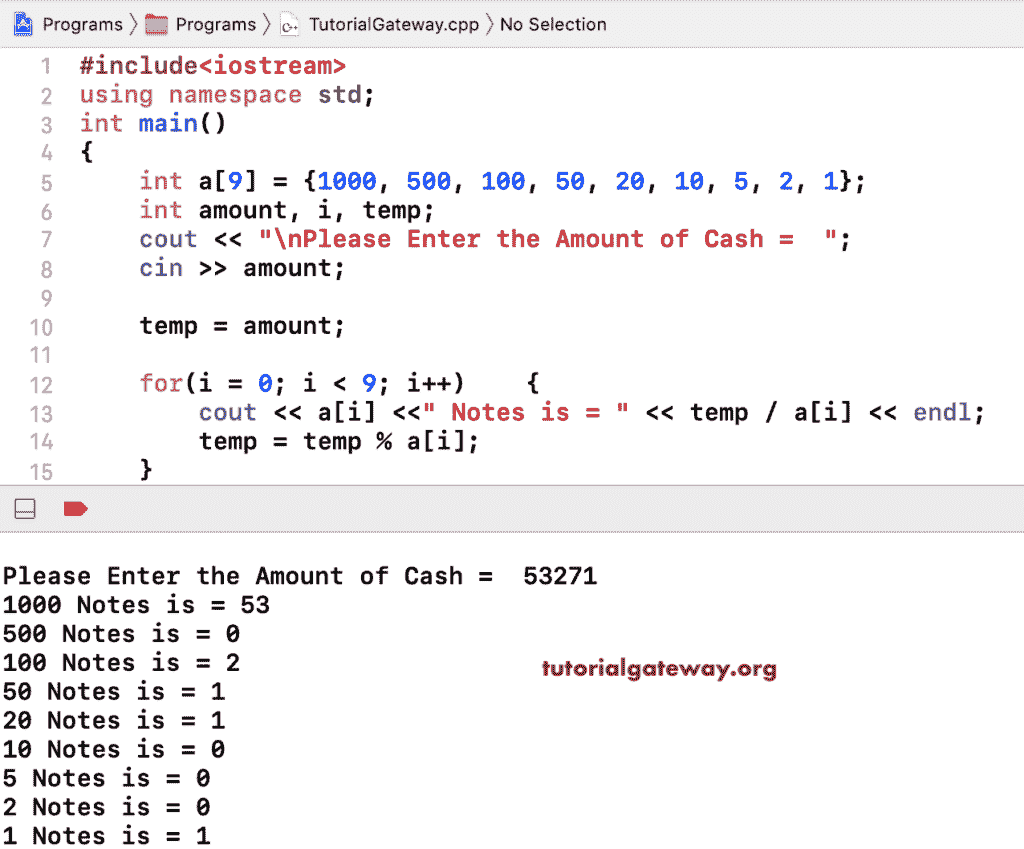 Programs 〉 Programs 〉 TutorialGateway.cpp 〉 No Selection
1 #include<iostream>
2 using namespace std;
3 int main()
4 {
5     int a[9] = {1000, 500, 100, 50, 20, 10, 5, 2, 1};
6     int amount, i, temp;
7     cout << "\nPlease Enter the Amount of Cash =  ";
8     cin >> amount;
9
10     temp = amount;
11
12     for(i = 0; i < 9; i++)    {
13         cout << a[i] <<" Notes is = " << temp / a[i] << endl;
14         temp = temp % a[i];
15     }
Please Enter the Amount of Cash =  53271
1000 Notes is = 53
500 Notes is = 0
100 Notes is = 2
tutorialgateway.org
50 Notes is = 1
20 Notes is = 1
10 Notes is = 0
5 Notes is = 0
2 Notes is = 0
1 Notes is = 1